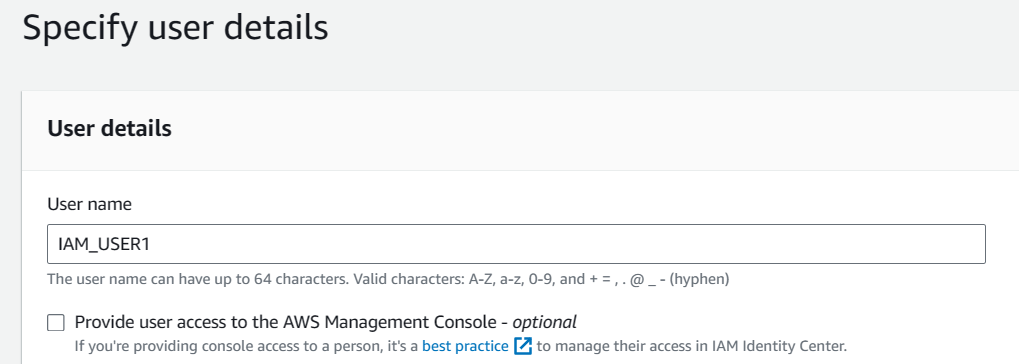 Specify user details
User details
User name
IAM_USER1
The user name can have up to 64 characters. Valid characters: A-Z, a-z, 0-9, and + = , . @ _ - (hyphen)
Provide user access to the AWS Management Console - optional
If you're providing console access to a person, it's a best practice to manage their access in IAM Identity Center.